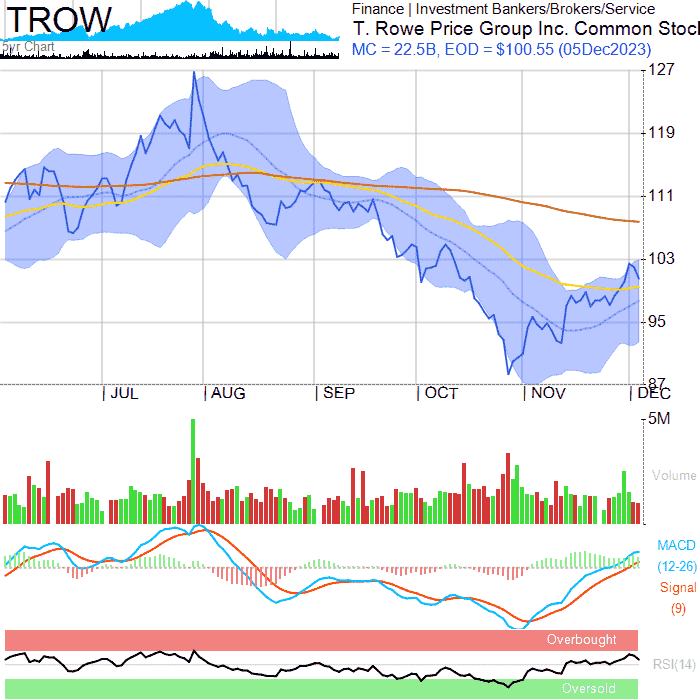 TROW
5yr Chart
Finance | Investment Bankers/Brokers/Service
T. Rowe Price Group Inc. Common Stoc
MC = 22.5B, EOD = $100.55 (05Dec2023)
127
119
111
103
95
87
JUL AUG SEP OCT NOV DEC
5M
Volume
MACD
(12-26)
Signal
(9)
Overbought
RSI(14)
Oversold